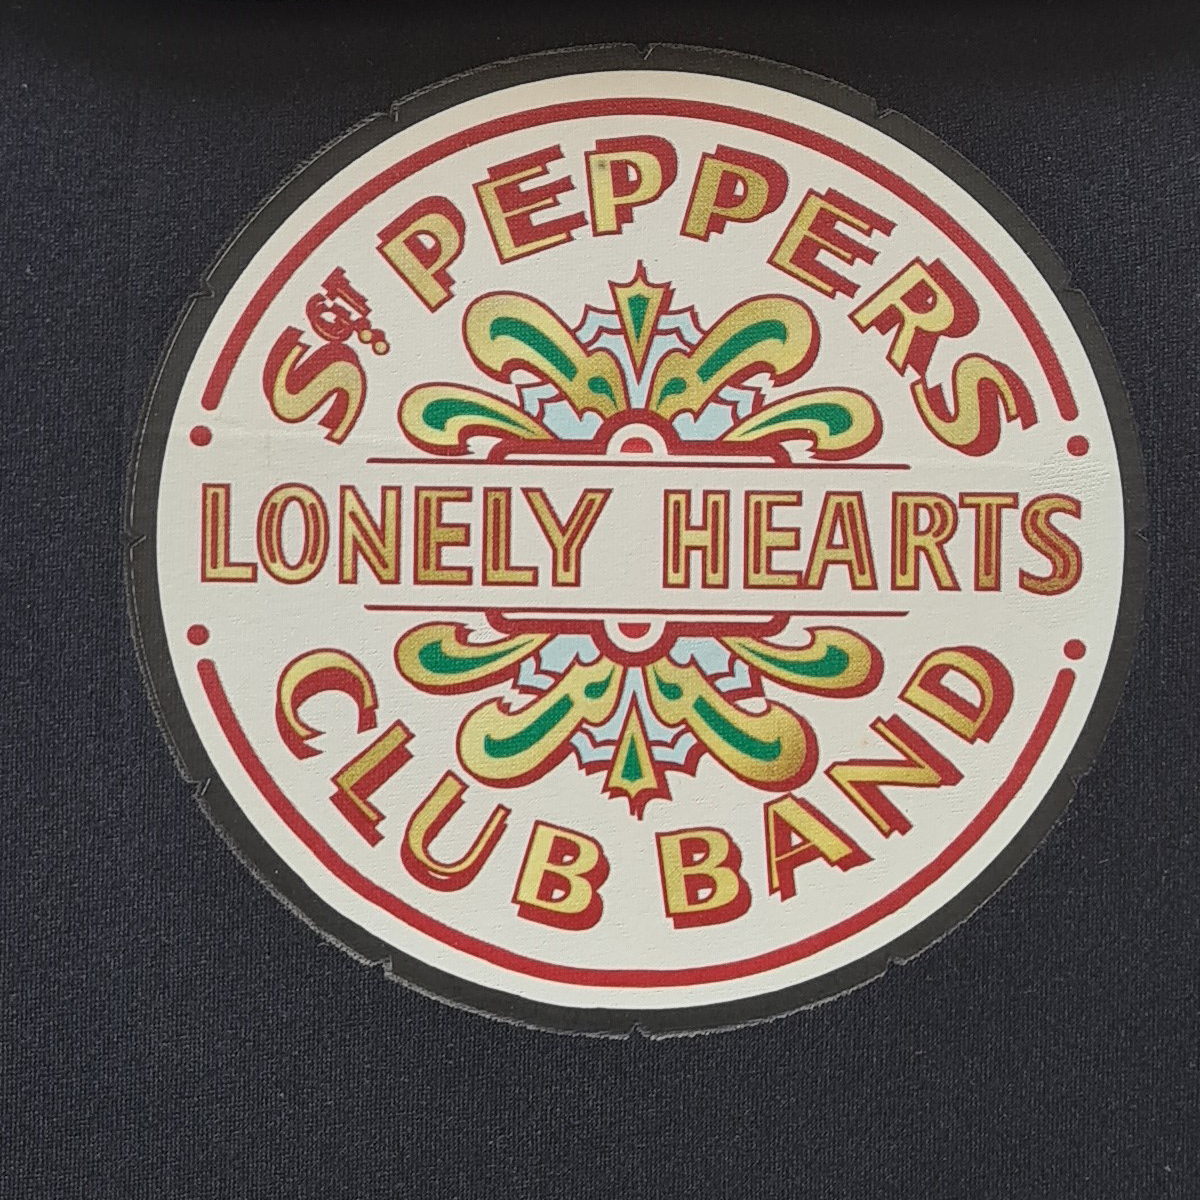 Sgt. PEPPERS
LONELY HEARTS
CLUB BAND